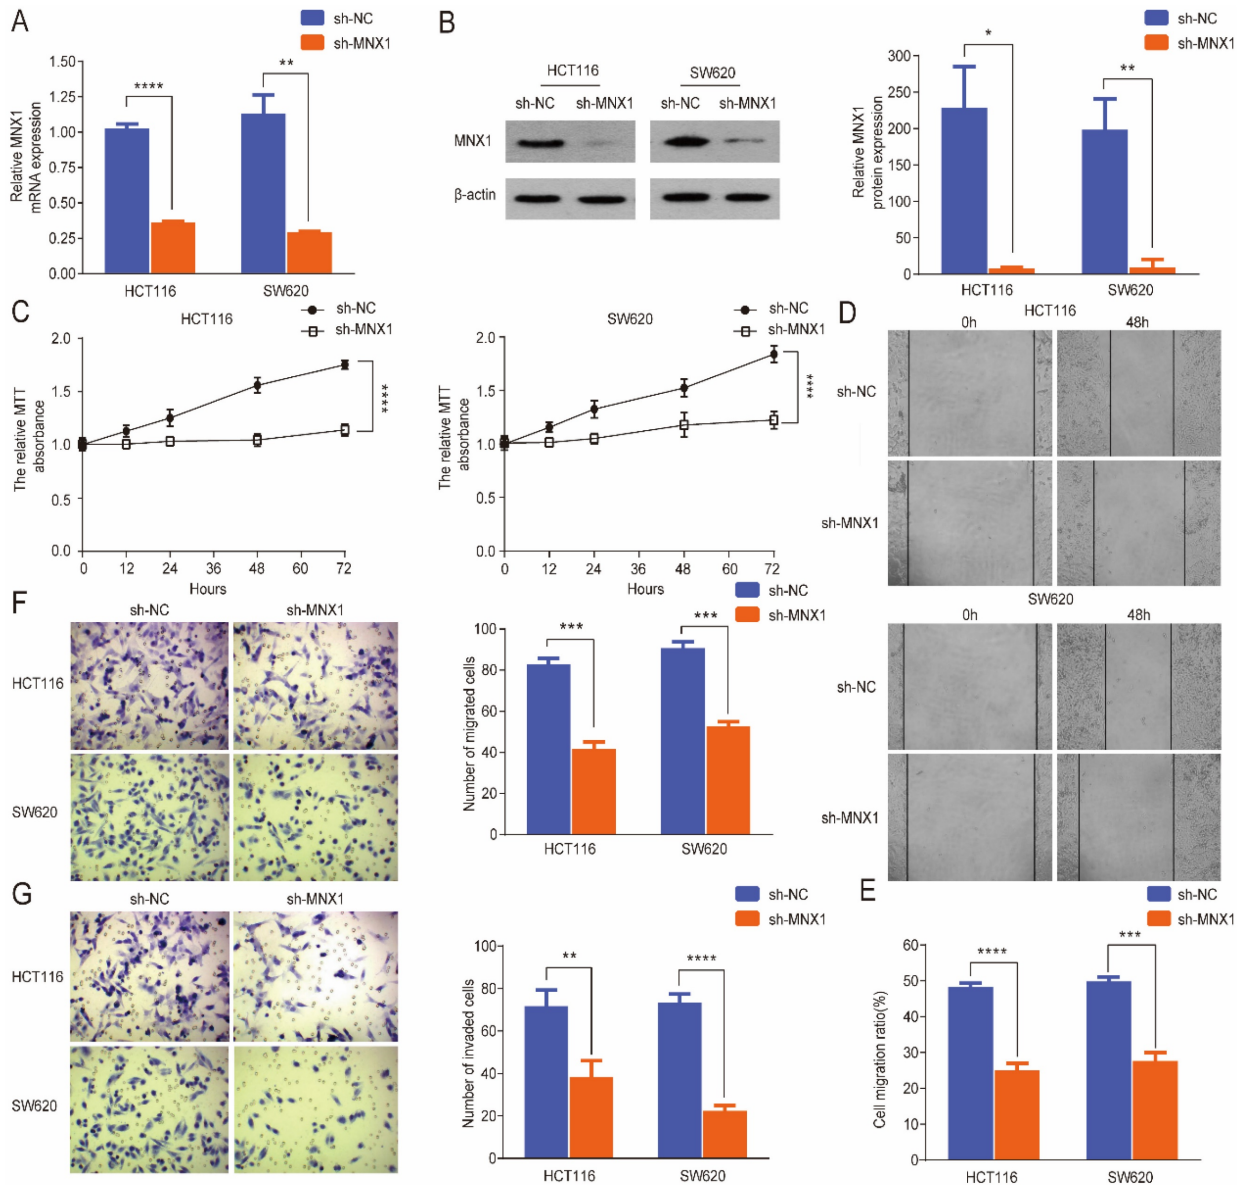 A
sh-NC
sh-MNX1
Relative MNX1
mRNA expression
1.50
1.25
1.00
0.75
0.50
0.25
0.00
****
**
HCT116
SW620
B
HCT116
SW620
sh-NC
sh-MNX1
sh-NC
sh-MNX1
MNX1
β-actin
sh-NC
sh-MNX1
Relative MNX1
protein expression
300
250
200
150
100
50
0
*
**
HCT116
SW620
C
HCT116
sh-NC
sh-MNX1
The relative MTT
absorbance
2.0
1.5
1.0
0.5
0.0
****
0
12
24
36
48
60
72
Hours
SW620
sh-NC
sh-MNX1
The relative MTT
absorbance
2.0
1.5
1.0
0.5
0.0
****
0
12
24
36
48
60
72
Hours
D
HCT116
0h
48h
sh-NC
sh-MNX1
SW620
0h
48h
sh-NC
sh-MNX1
F
sh-NC
sh-MNX1
HCT116
SW620
sh-NC
sh-MNX1
Number of migrated cells
100
80
60
40
20
0
***
***
HCT116
SW620
G
sh-NC
sh-MNX1
HCT116
SW620
sh-NC
sh-MNX1
Number of invaded cells
100
80
60
40
20
0
**
****
HCT116
SW620
E
sh-NC
sh-MNX1
Cell migration ratio(%)
60
50
40
30
20
10
0
****
***
HCT116
SW620